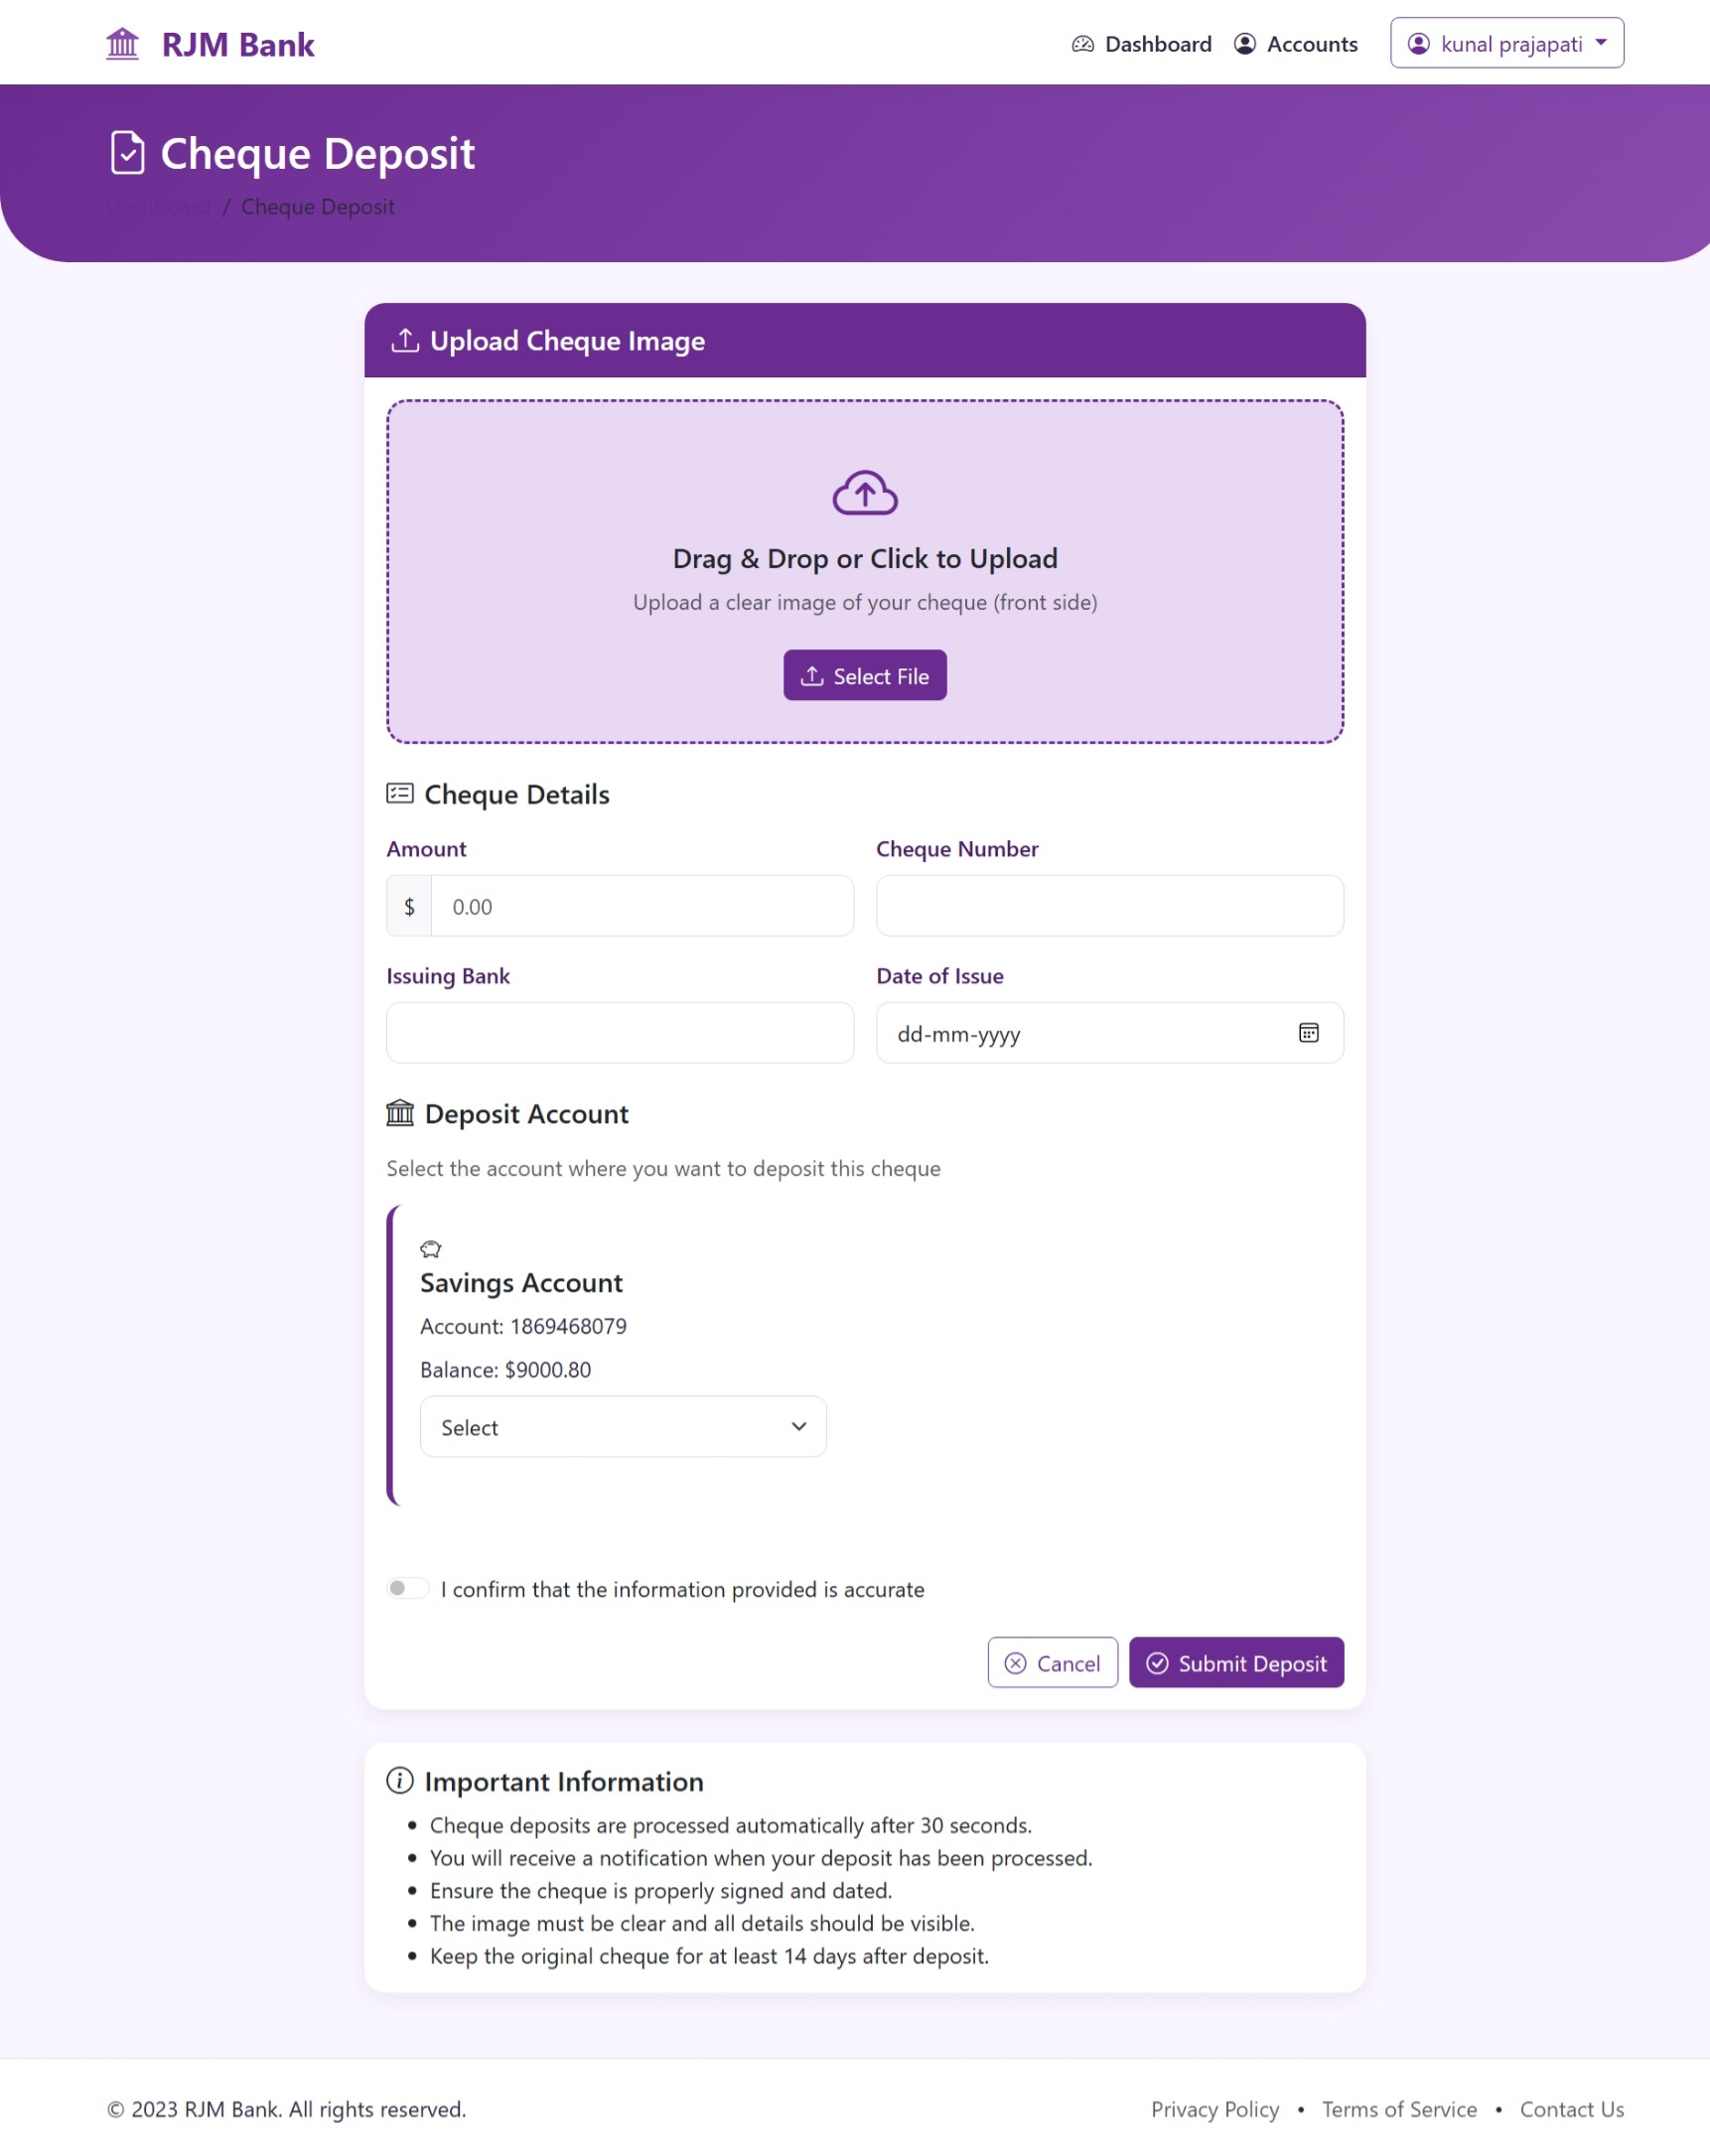 RJM Bank
Dashboard
Accounts
kunal prajapati
Cheque Deposit
Dashboard / Cheque Deposit
Upload Cheque Image
Drag & Drop or Click to Upload
Upload a clear image of your cheque (front side)
Select File
Cheque Details
Amount
$ 0.00
Cheque Number
Issuing Bank
Date of Issue
dd-mm-yyyy
Deposit Account
Select the account where you want to deposit this cheque
Savings Account
Account: 1869468079
Balance: $9000.80
Select
I confirm that the information provided is accurate
Cancel
Submit Deposit
Important Information
• Cheque deposits are processed automatically after 30 seconds.
• You will receive a notification when your deposit has been processed.
• Ensure the cheque is properly signed and dated.
• The image must be clear and all details should be visible.
• Keep the original cheque for at least 14 days after deposit.
© 2023 RJM Bank. All rights reserved.
Privacy Policy • Terms of Service • Contact Us